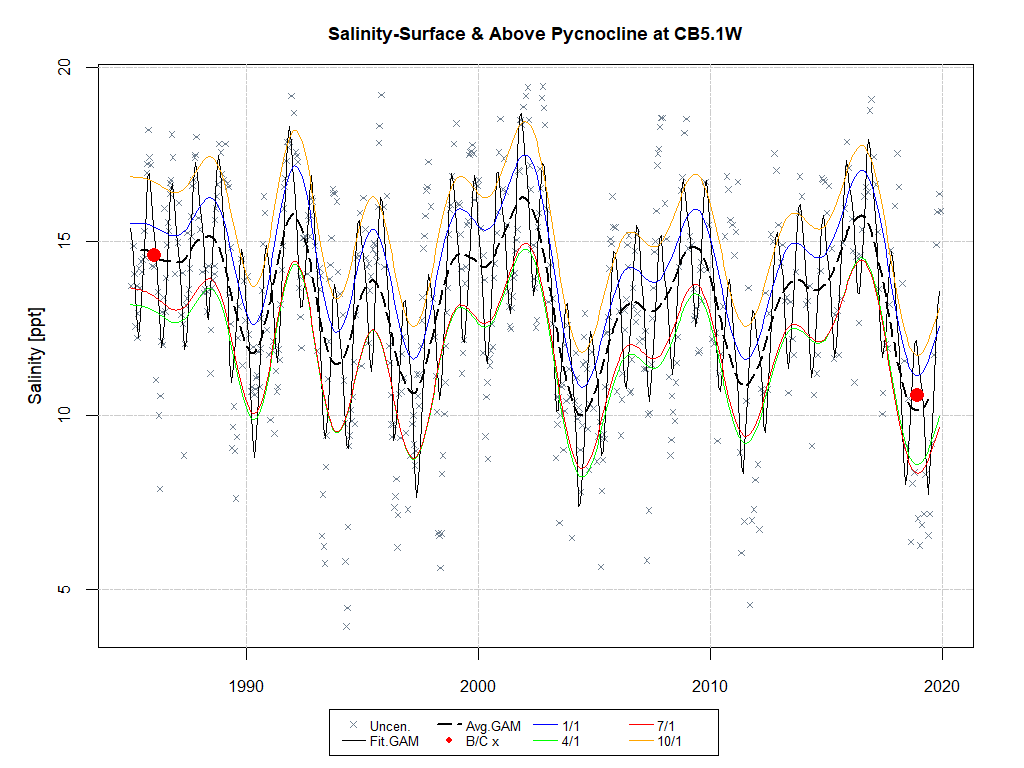 Salinity-Surface & Above Pycnocline at CB5.1W
Salinity [ppt]
20
15
10
5
1990 2000 2010 2020
Uncen. Avg.GAM 1/1 7/1
Fit.GAM B/C x 4/1 10/1